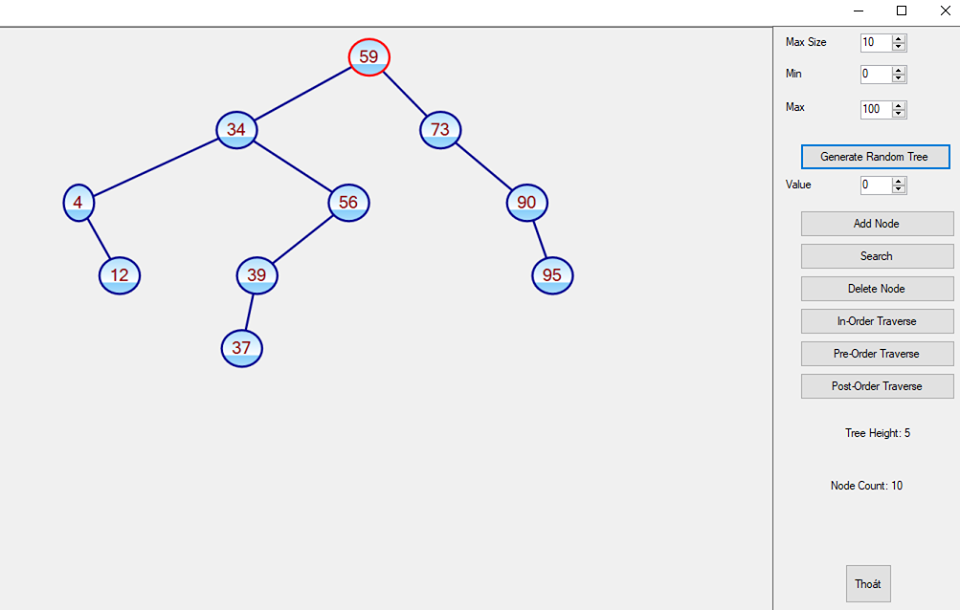 59
34
73
4
56
90
12
39
95
37
Max Size 10
Min 0
Max 100
Generate Random Tree
Value 0
Add Node
Search
Delete Node
In-Order Traverse
Pre-Order Traverse
Post-Order Traverse
Tree Height: 5
Node Count: 10
Thoát